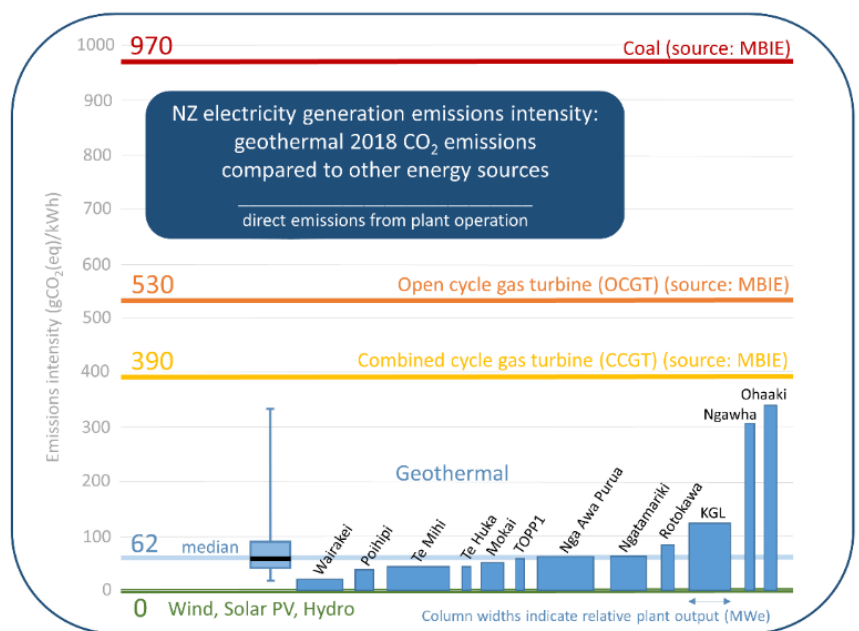 1000
970
Coal (source: MBIE)
900
NZ electricity generation emissions intensity:
geothermal 2018 CO₂ emissions
compared to other energy sources
direct emissions from plant operation
800
700
600
530
Open cycle gas turbine (OCGT) (source: MBIE)
500
390
Combined cycle gas turbine (CCGT) (source: MBIE)
400
Emissions intensity (gCO₂(eq)/kWh)
300
200
100
0
Geothermal
62
median
Wairakei
Poihipi
Te Mihi
Te Huka
Mokai
TOPP1
Nga Awa Purua
Ngatamariki
Rotokawa
KGL
Ngawha
Ohaaki
0
Wind, Solar PV, Hydro
Column widths indicate relative plant output (MWe)